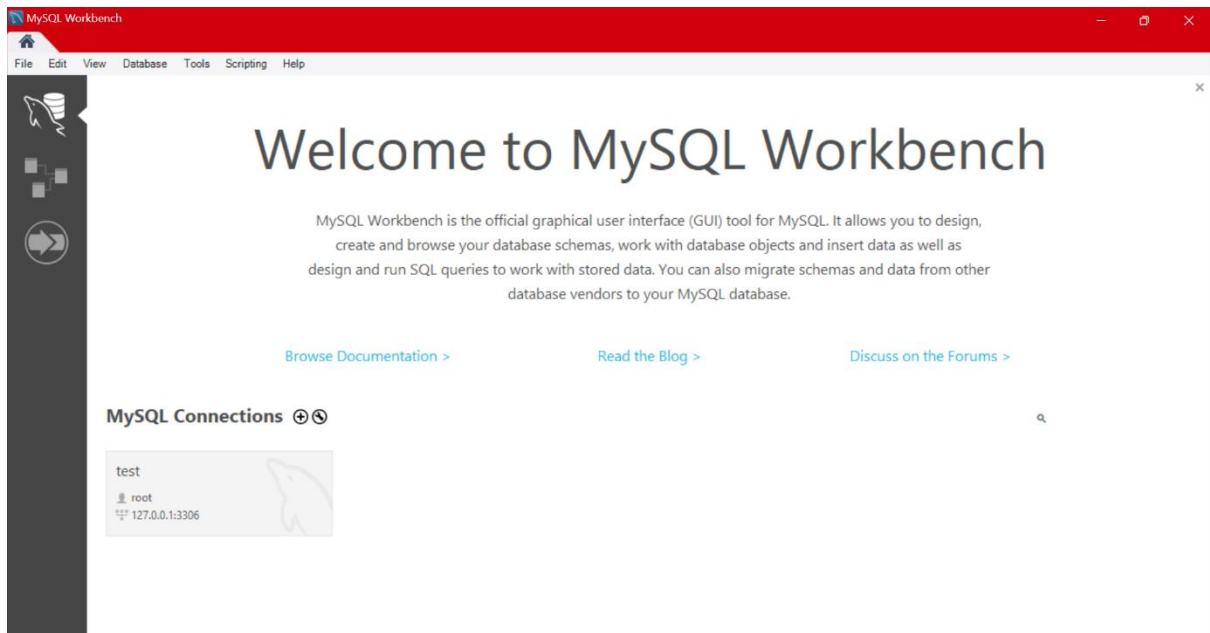 MySQL Workbench
File Edit View Database Tools Scripting Help
Welcome to MySQL Workbench
MySQL Workbench is the official graphical user interface (GUI) tool for MySQL. It allows you to design,
create and browse your database schemas, work with database objects and insert data as well as
design and run SQL queries to work with stored data. You can also migrate schemas and data from other
database vendors to your MySQL database.
Browse Documentation > Read the Blog > Discuss on the Forums >
MySQL Connections
test
root
127.0.0.1:3306